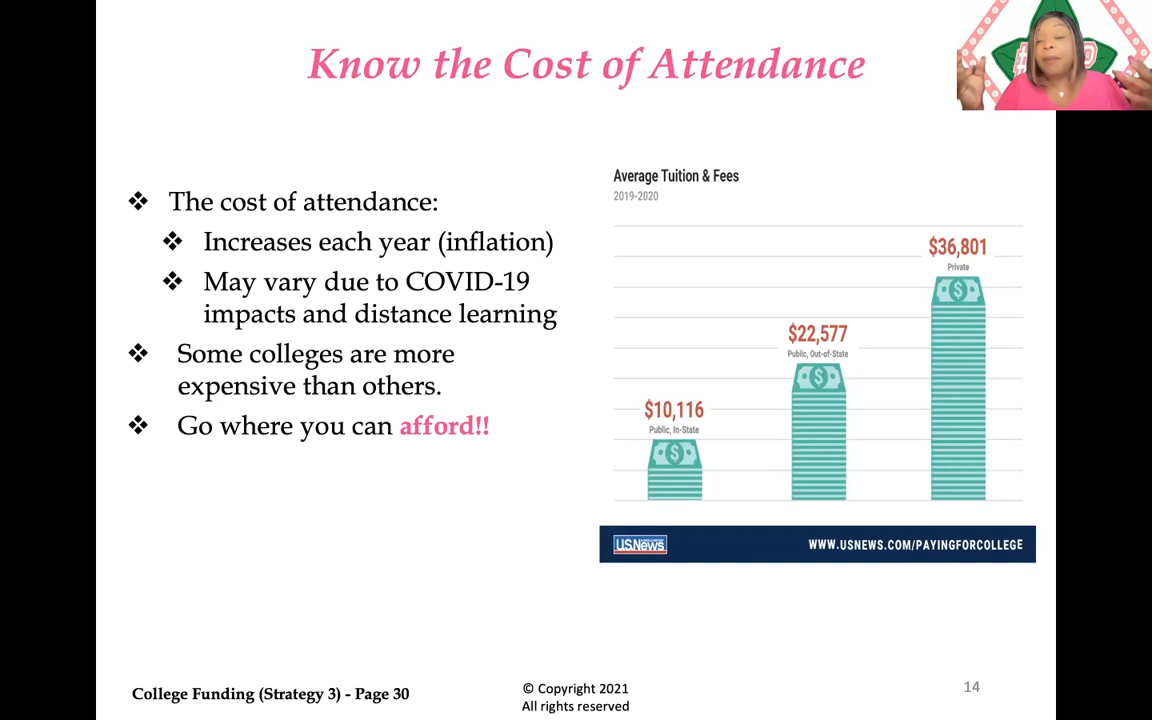 Know the Cost of Attendance
❖ The cost of attendance:
❖ Increases each year (inflation)
❖ May vary due to COVID-19
impacts and distance learning
❖ Some colleges are more
expensive than others.
❖ Go where you can afford!!
Average Tuition & Fees
2019-2020
$10,116
Public, In-State
$22,577
Public, Out-of-State
$36,801
Private
U.S.News
WWW.USNEWS.COM/PAYINGFORCOLLEGE
College Funding (Strategy 3) - Page 30
© Copyright 2021
All rights reserved
14